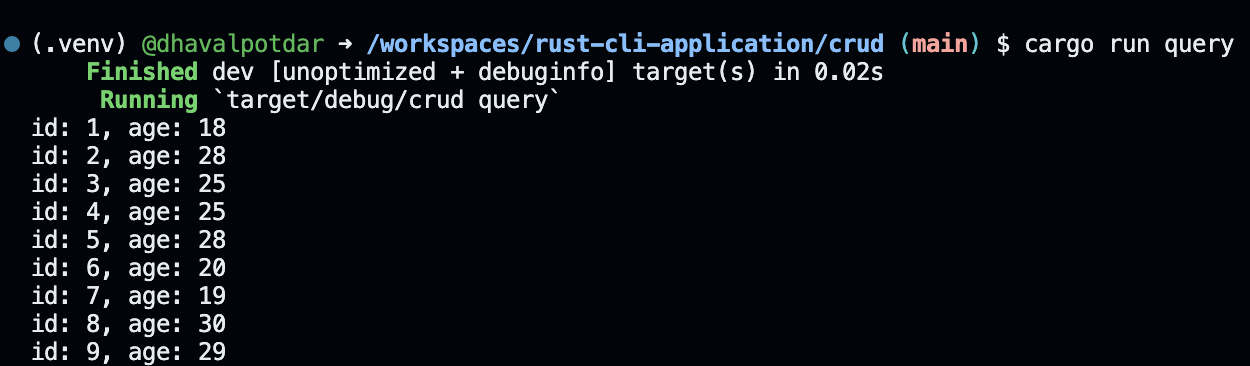 (.venv) @dhavalpotdar ➜ /workspaces/rust-cli-application/crud (main) $ cargo run query
Finished dev [unoptimized + debuginfo] target(s) in 0.02s
Running `target/debug/crud query`
id: 1, age: 18
id: 2, age: 28
id: 3, age: 25
id: 4, age: 25
id: 5, age: 28
id: 6, age: 20
id: 7, age: 19
id: 8, age: 30
id: 9, age: 29